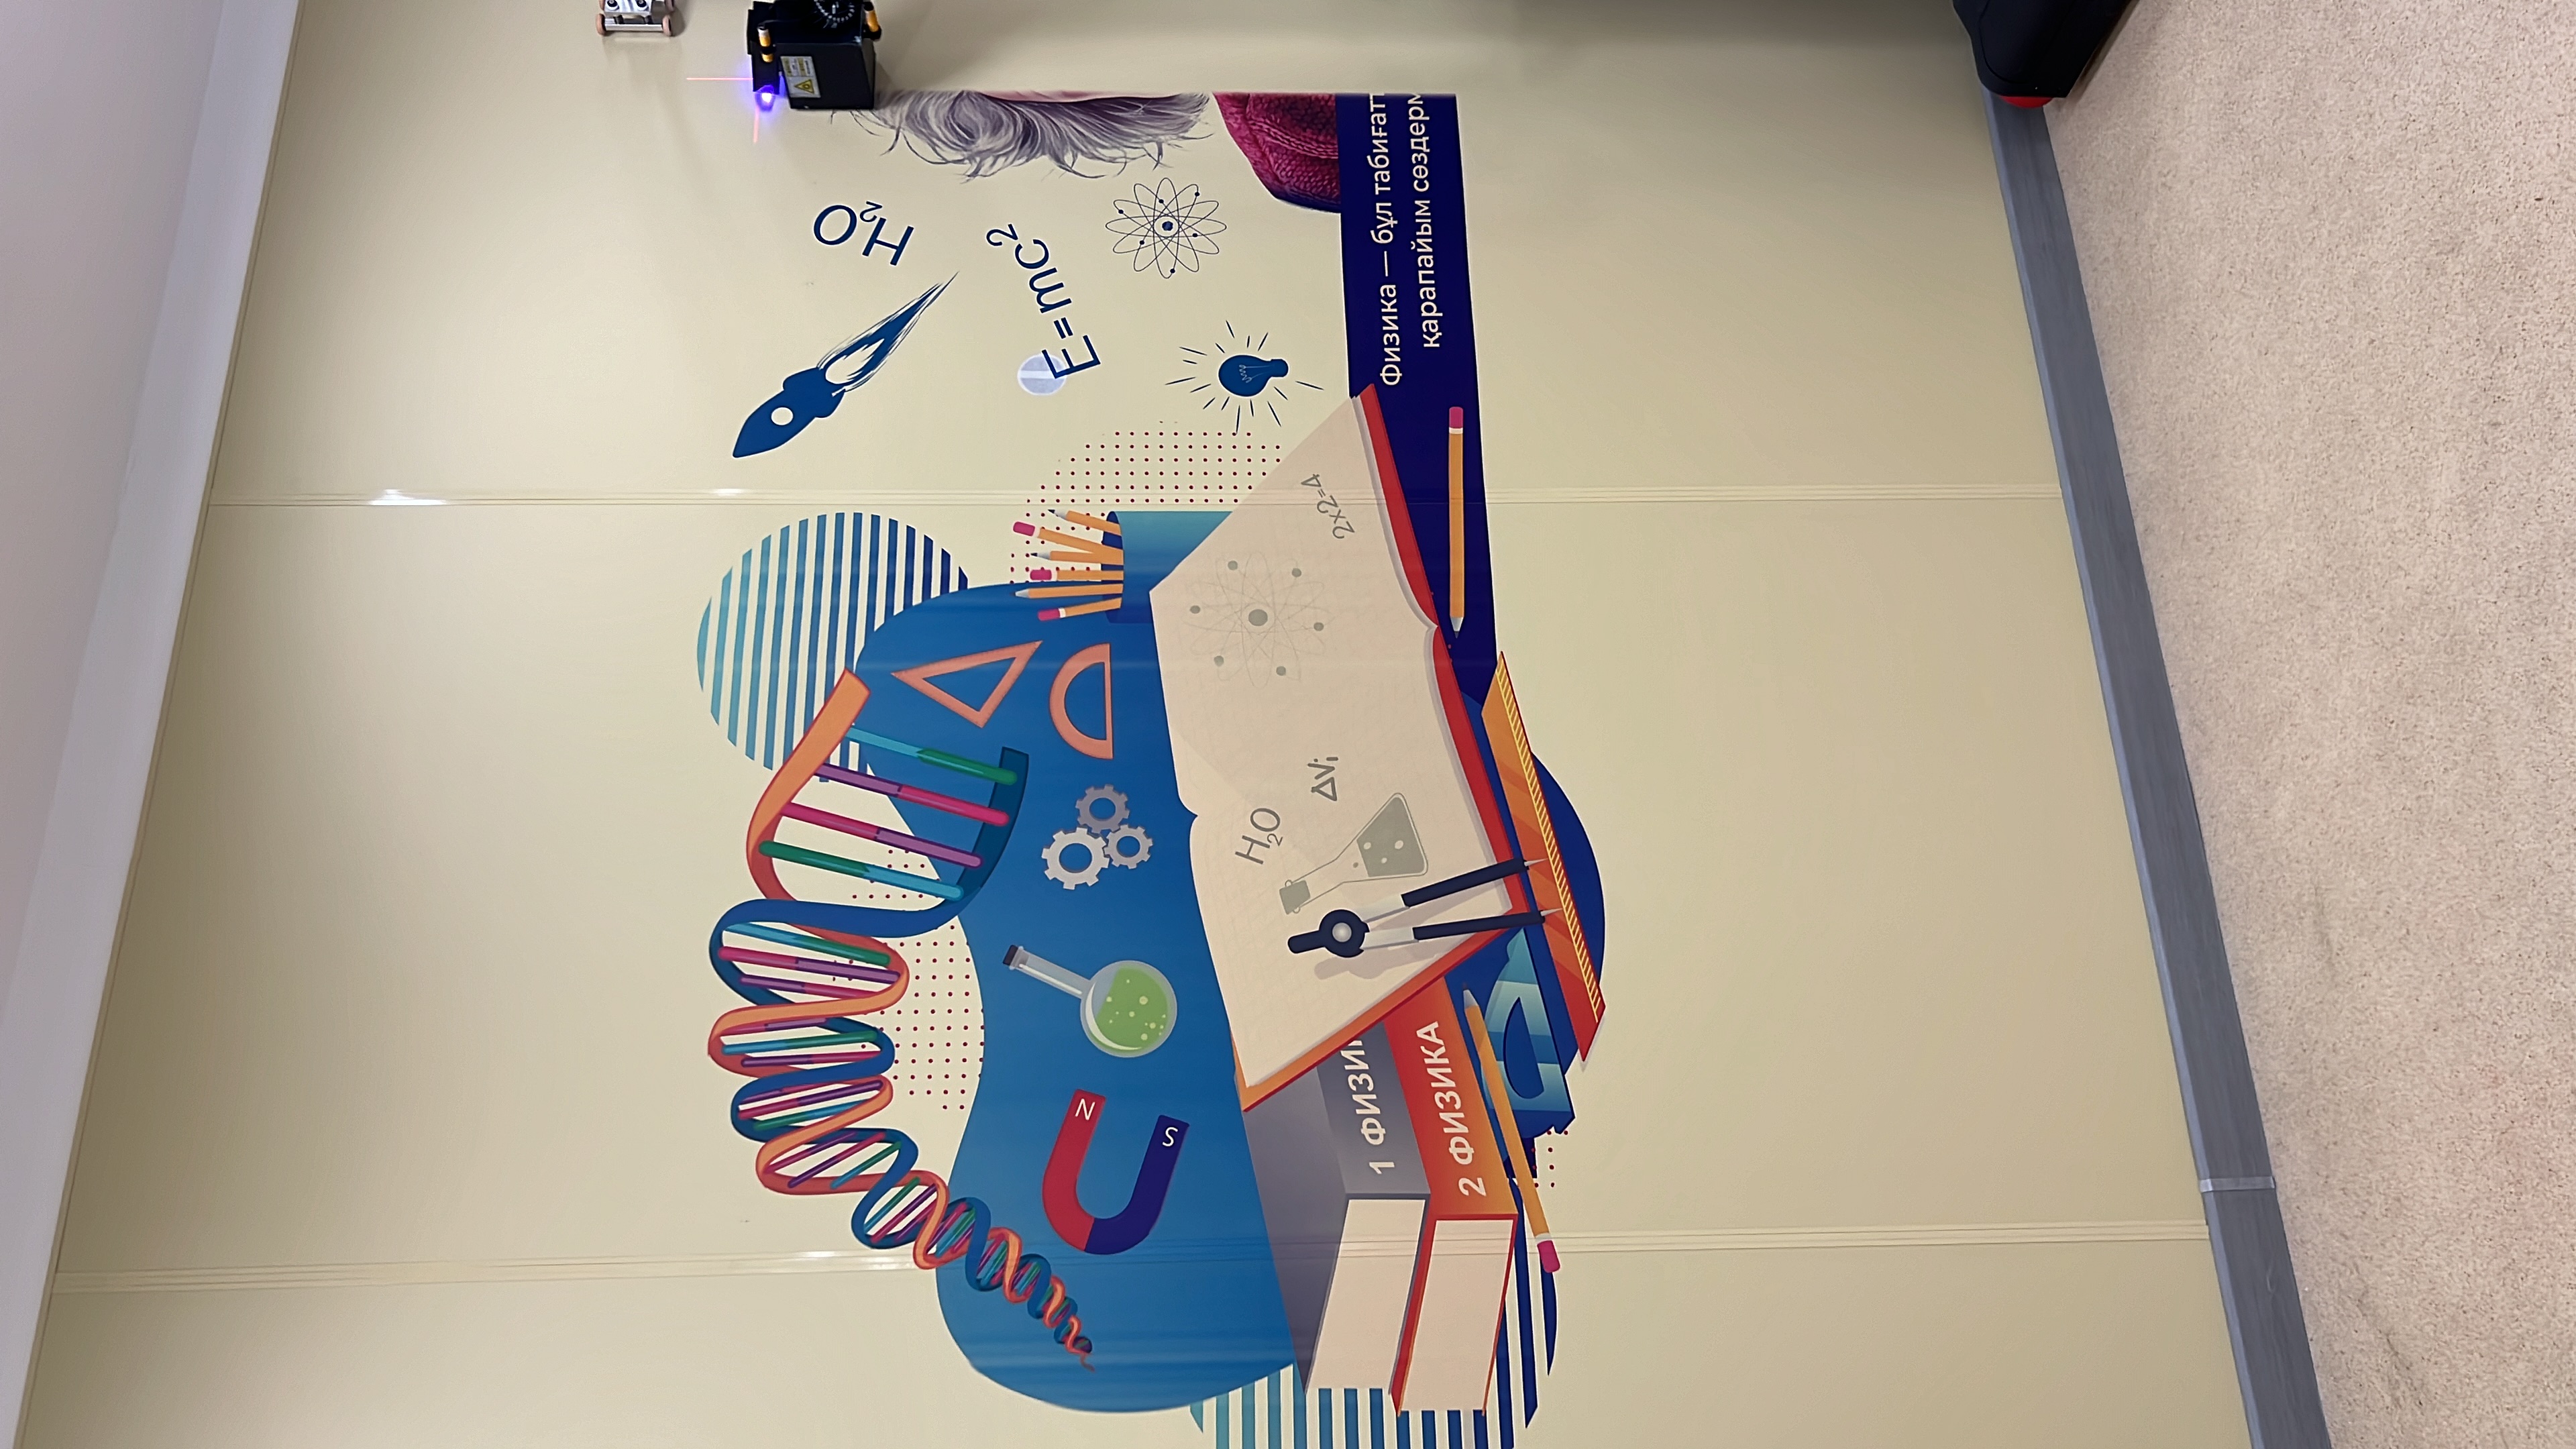 H₂O
E=mc²
N
S
H₂O
ΔVᵢ
2x2=4
1 ФИЗИ
2 ФИЗИКА
Физика — бұл табиғатт
қарапайым сөздерм